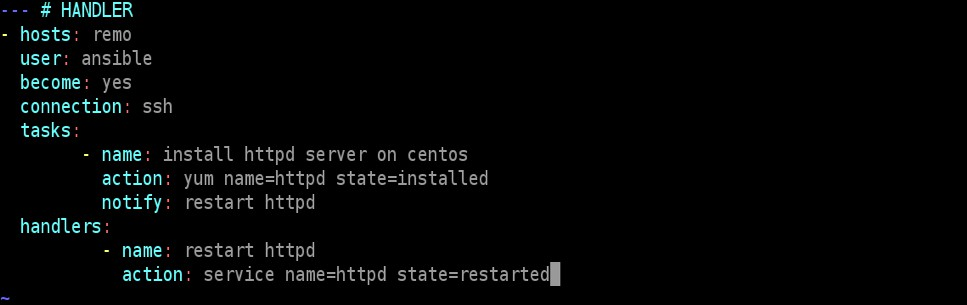 --- # HANDLER
- hosts: remo
  user: ansible
  become: yes
  connection: ssh
  tasks:
        - name: install httpd server on centos
          action: yum name=httpd state=installed
          notify: restart httpd
  handlers:
          - name: restart httpd
            action: service name=httpd state=restarted
~